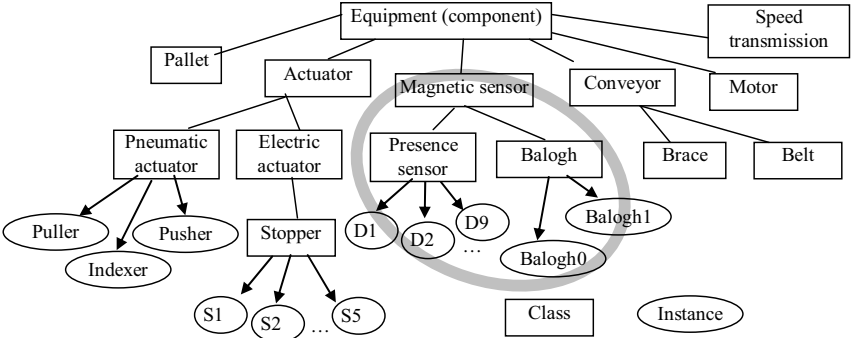 Equipment (component)
Speed
transmission
Pallet
Actuator
Magnetic sensor
Conveyor
Motor
Pneumatic
actuator
Electric
actuator
Presence
sensor
Balogh
Brace
Belt
Puller
Pusher
Indexer
Stopper
D1
D2
D9
...
Balogh1
Balogh0
S1
S2
...
S5
Class
Instance